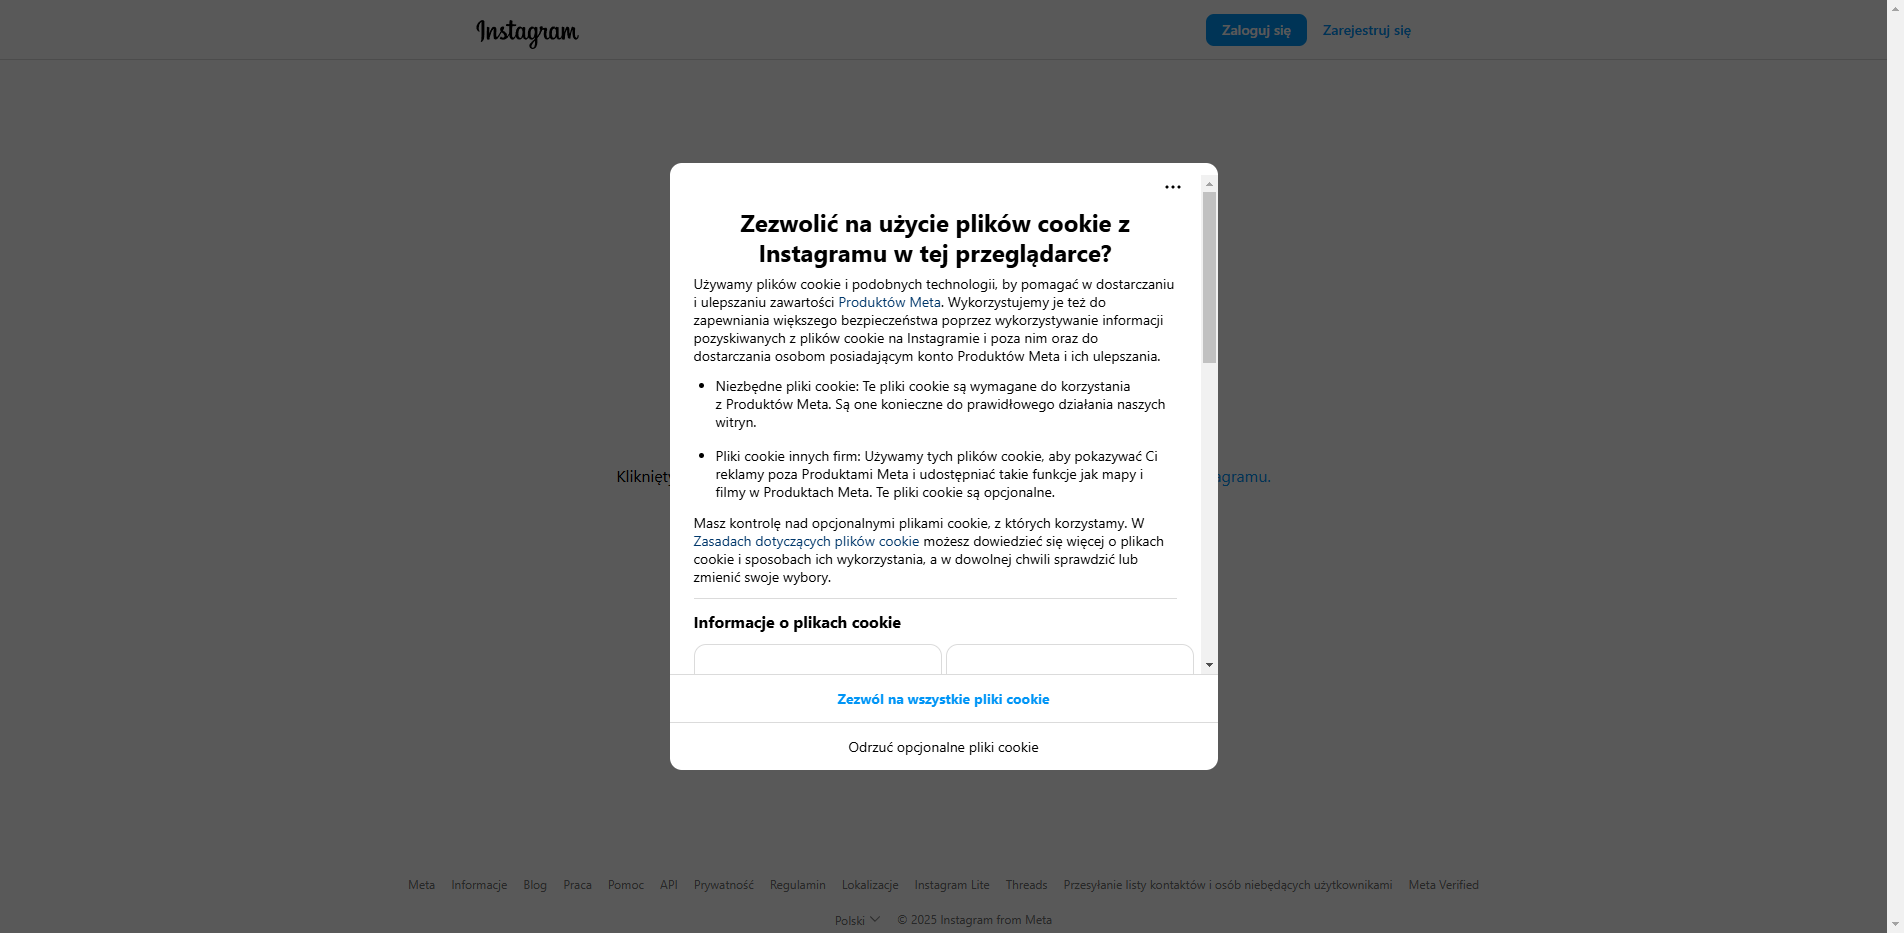 Instagram
Zaloguj się
Zarejestruj się
Zezwolić na użycie plików cookie z
Instagramu w tej przeglądarce?
Używamy plików cookie i podobnych technologii, by pomagać w dostarczaniu
i ulepszaniu zawartości Produktów Meta. Wykorzystujemy je też do
zapewniania większego bezpieczeństwa poprzez wykorzystywanie informacji
pozyskiwanych z plików cookie na Instagramie i poza nim oraz do
dostarczania osobom posiadającym konto Produktów Meta i ich ulepszania.
Niezbędne pliki cookie: Te pliki cookie są wymagane do korzystania
z Produktów Meta. Są one konieczne do prawidłowego działania naszych
witryn.
Pliki cookie innych firm: Używamy tych plików cookie, aby pokazywać Ci
reklamy poza Produktami Meta i udostępniać takie funkcje jak mapy i
filmy w Produktach Meta. Te pliki cookie są opcjonalne.
Masz kontrolę nad opcjonalnymi plikami cookie, z których korzystamy. W
Zasadach dotyczących plików cookie możesz dowiedzieć się więcej o plikach
cookie i sposobach ich wykorzystania, a w dowolnej chwili sprawdzić lub
zmienić swoje wybory.
Informacje o plikach cookie
Zezwól na wszystkie pliki cookie
Odrzuć opcjonalne pliki cookie
Meta Informacje Blog Praca Pomoc API Prywatność Regulamin Lokalizacje Instagram Lite Threads Przesyłanie listy kontaktów i osób niebędących użytkownikami Meta Verified
Polski © 2025 Instagram from Meta